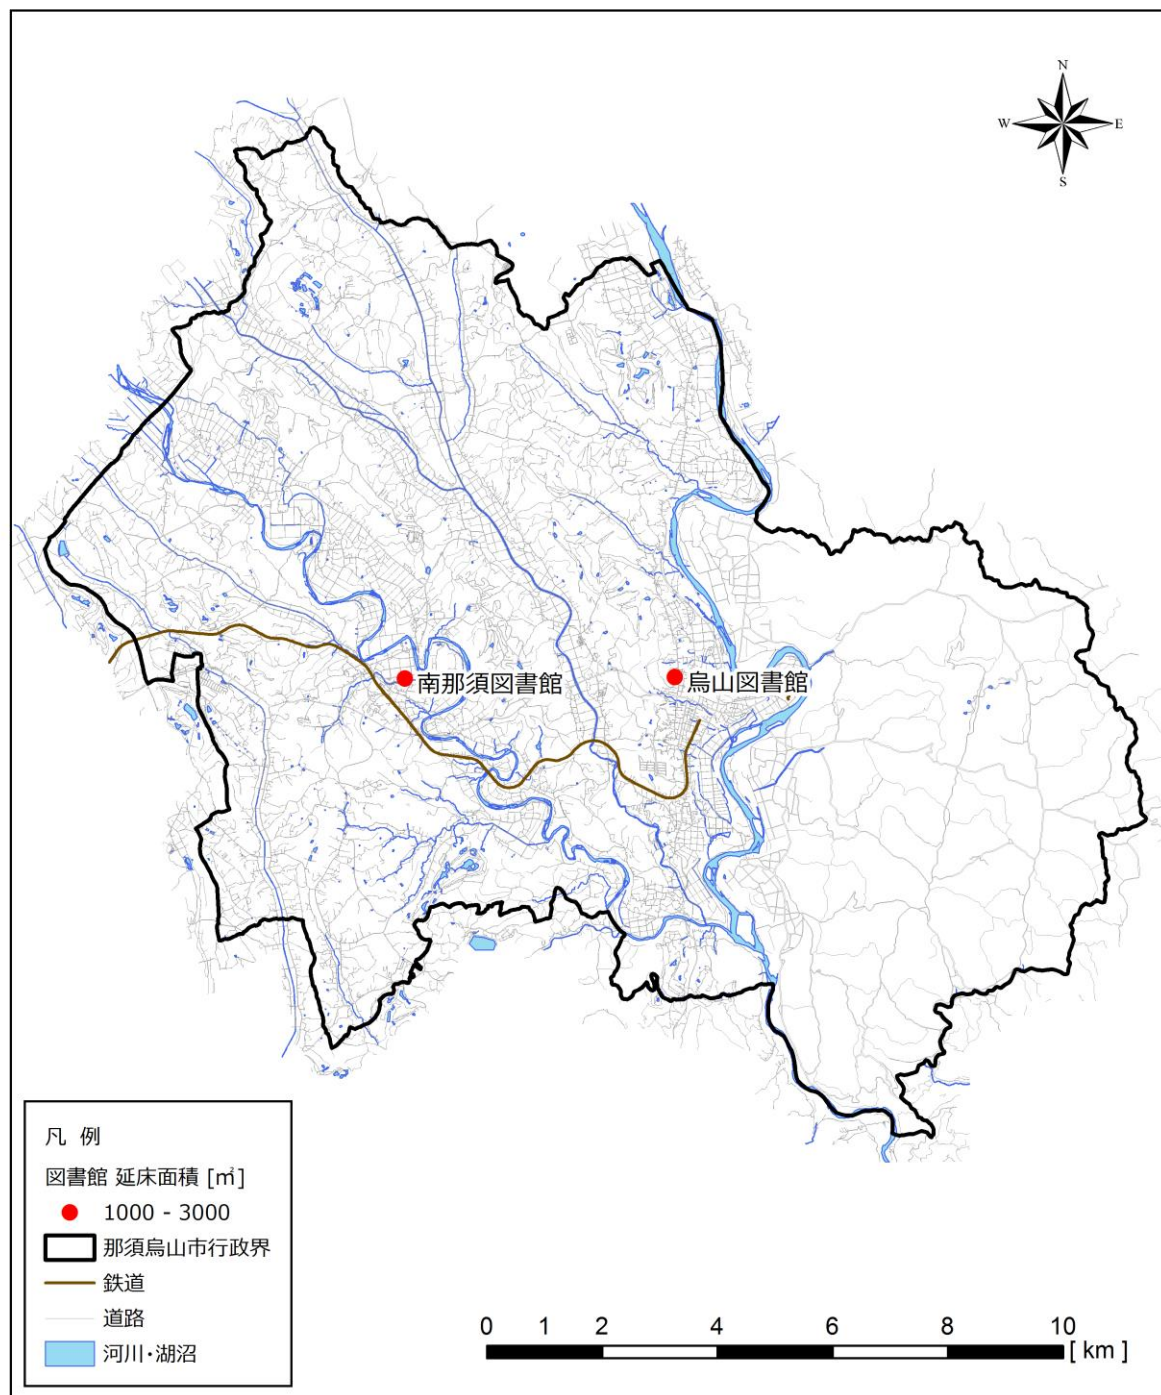 N
W E
S
南那須図書館
烏山図書館
凡 例
図書館 延床面積 [㎡]
1000 - 3000
那須烏山市行政界
鉄道
道路
河川・湖沼
0 1 2 4 6 8 10
[ km ]